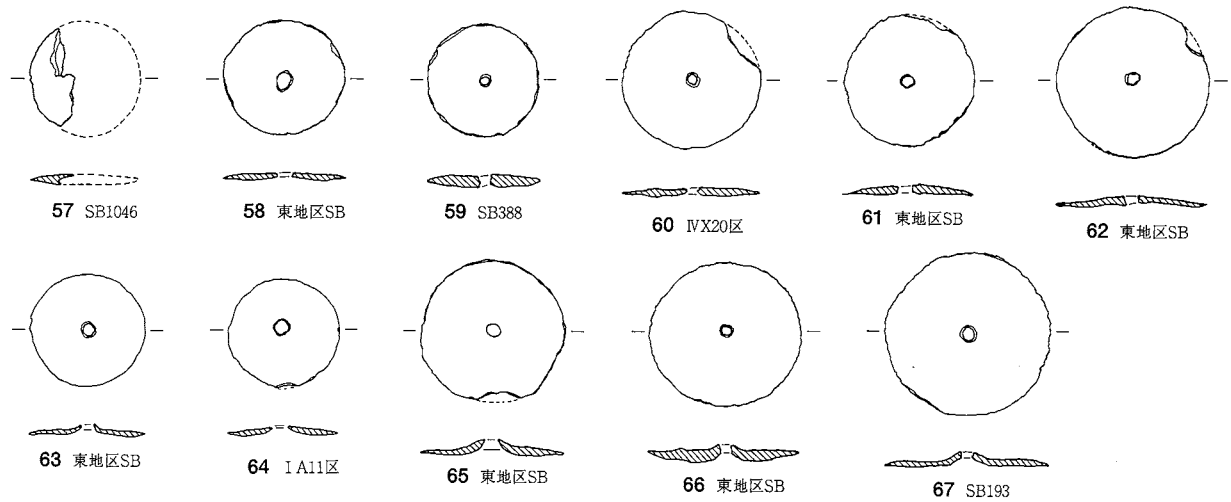 57 SB1046
58 東地区SB
59 SB388
60 ⅣX20区
61 東地区SB
62 東地区SB
63 東地区SB
64 ⅠA11区
65 東地区SB
66 東地区SB
67 SB193